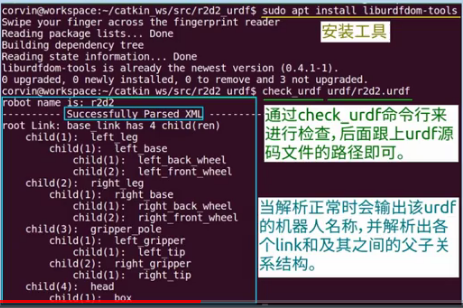 corvin@workspace:~/catkin_ws/src/r2d2_urdf$ sudo apt install liburdfdom-tools
Swipe your finger across the fingerprint reader
安装工具
Reading package lists... Done
Building dependency tree
Reading state information... Done
liburdfdom-tools is already the newest version (0.4.1-1).
0 upgraded, 0 newly installed, 0 to remove and 3 not upgraded.
corvin@workspace:~/catkin_ws/src/r2d2_urdf$ check_urdf urdf/r2d2.urdf
robot name is: r2d2
---------- Successfully Parsed XML ----------
root Link: base_link has 4 child(ren)
child(1): left_leg
child(1): left_base
child(1): left_back_wheel
child(2): left_front_wheel
child(2): right_leg
child(1): right_base
child(1): right_back_wheel
child(2): right_front_wheel
child(3): gripper_pole
child(1): left_gripper
child(1): left_tip
child(2): right_gripper
child(1): right_tip
child(4): head
child(1): box
通过check_urdf命令行来
进行检查,后面跟上urdf源
码文件的路径即可。
当解析正常时会输出该urdf
的机器人名称,并解析出各
个link和及其之间的父子关
系结构。